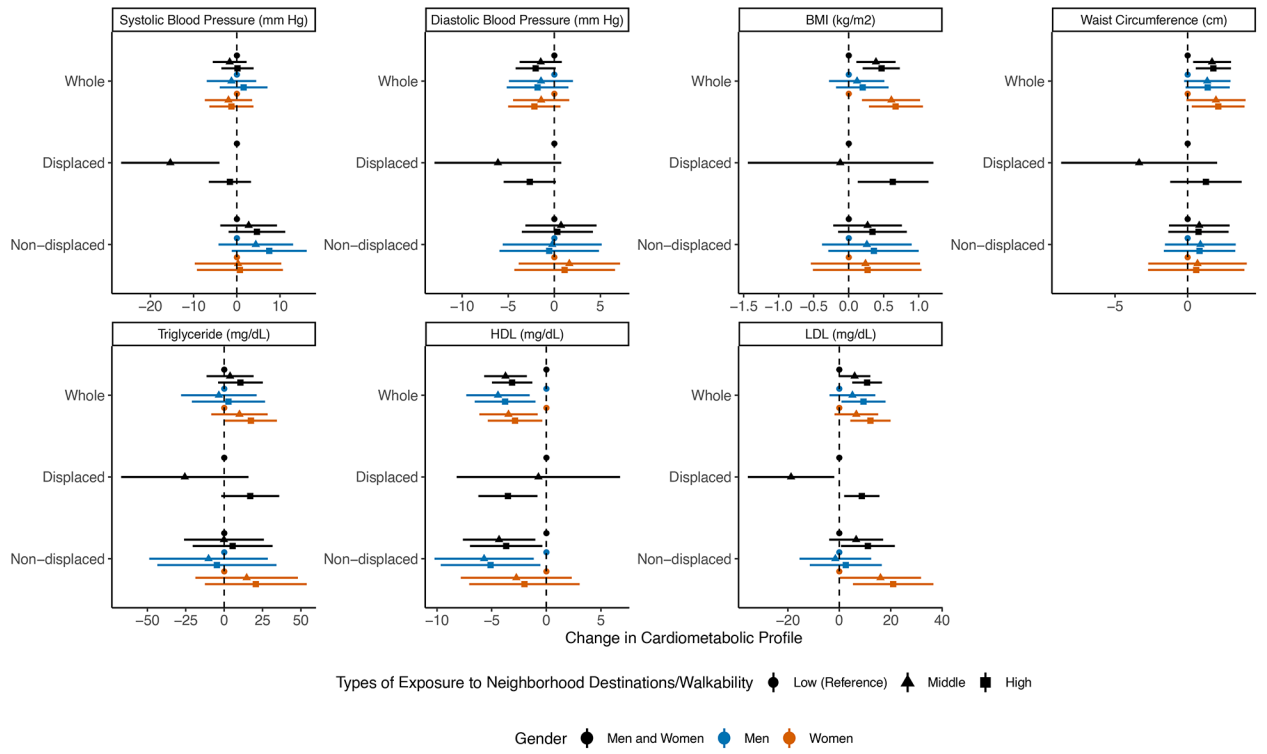 Systolic Blood Pressure (mm Hg)
Diastolic Blood Pressure (mm Hg)
BMI (kg/m2)
Waist Circumference (cm)
Whole
Displaced
Non−displaced
−20 −10 0 10
Whole
Displaced
Non−displaced
−10 −5 0 5
Whole
Displaced
Non−displaced
−1.5 −1.0 −0.5 0.0 0.5 1.0
Whole
Displaced
Non−displaced
−5 0
Triglyceride (mg/dL)
HDL (mg/dL)
LDL (mg/dL)
Whole
Displaced
Non−displaced
−50 −25 0 25 50
Whole
Displaced
Non−displaced
−10 −5 0 5
Whole
Displaced
Non−displaced
−20 0 20 40
Change in Cardiometabolic Profile
Types of Exposure to Neighborhood Destinations/Walkability Low (Reference) Middle High
Gender Men and Women Men Women